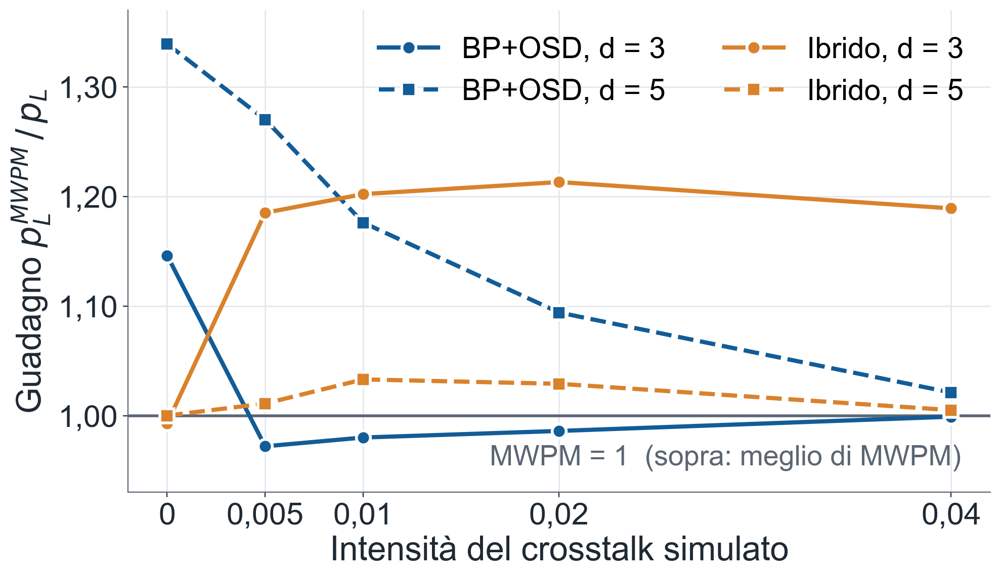 BP+OSD, d = 3
BP+OSD, d = 5
Ibrido, d = 3
Ibrido, d = 5
Guadagno p_L^{MWPM} / p_L
1,30
1,20
1,10
1,00
MWPM = 1 (sopra: meglio di MWPM)
0 0,005 0,01 0,02 0,04
Intensità del crosstalk simulato